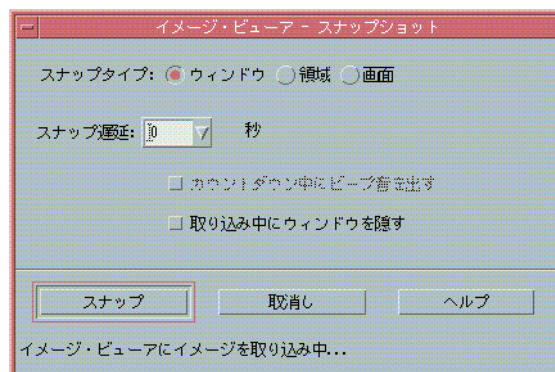 イメージ・ビューア - スナップショット
スナップタイプ: ウィンドウ 領域 画面
スナップ遅延: 0 秒
カウントダウン中にビープ音を出す
取り込み中にウィンドウを隠す
スナップ 取消し ヘルプ
イメージ・ビューアにイメージを取り込み中...